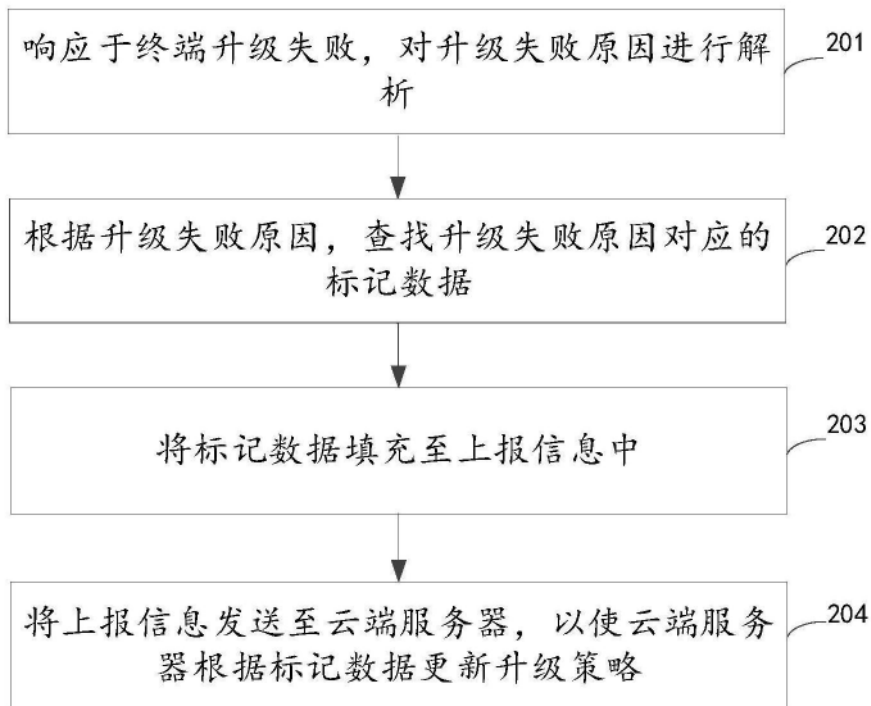 响应于终端升级失败，对升级失败原因进行解
析
201
根据升级失败原因，查找升级失败原因对应的
标记数据
202
将标记数据填充至上报信息中
203
将上报信息发送至云端服务器，以使云端服务
器根据标记数据更新升级策略
204